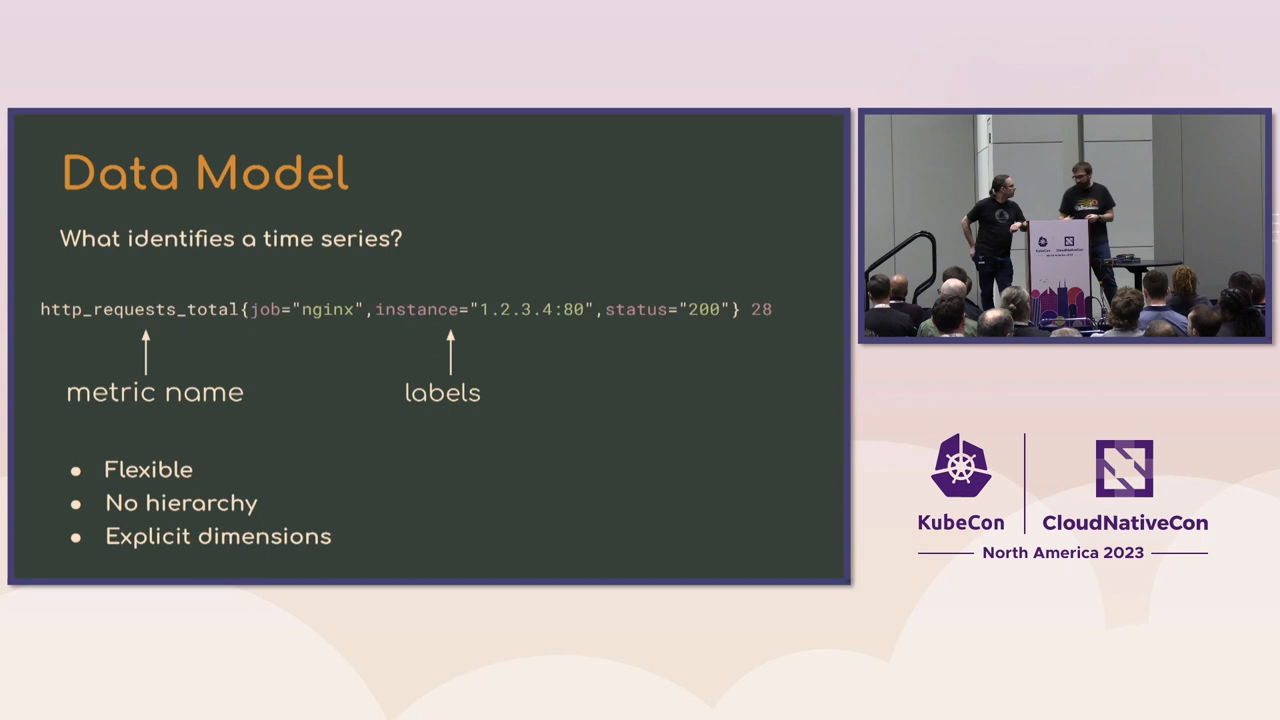 Data Model
What identifies a time series?
http_requests_total{job="nginx",instance="1.2.3.4:80",status="200"} 28
metric name
labels
● Flexible
● No hierarchy
● Explicit dimensions
KubeCon
CloudNativeCon
North America 2023